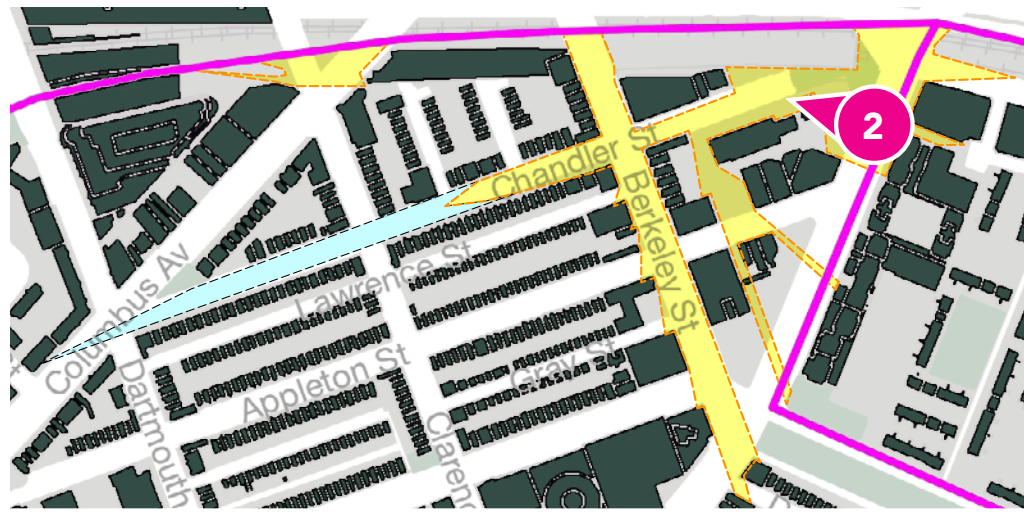 2
Chandler St
Berkeley St
Columbus Av
Lawrence St
Dartmouth
Appleton St
Gray St
Claren